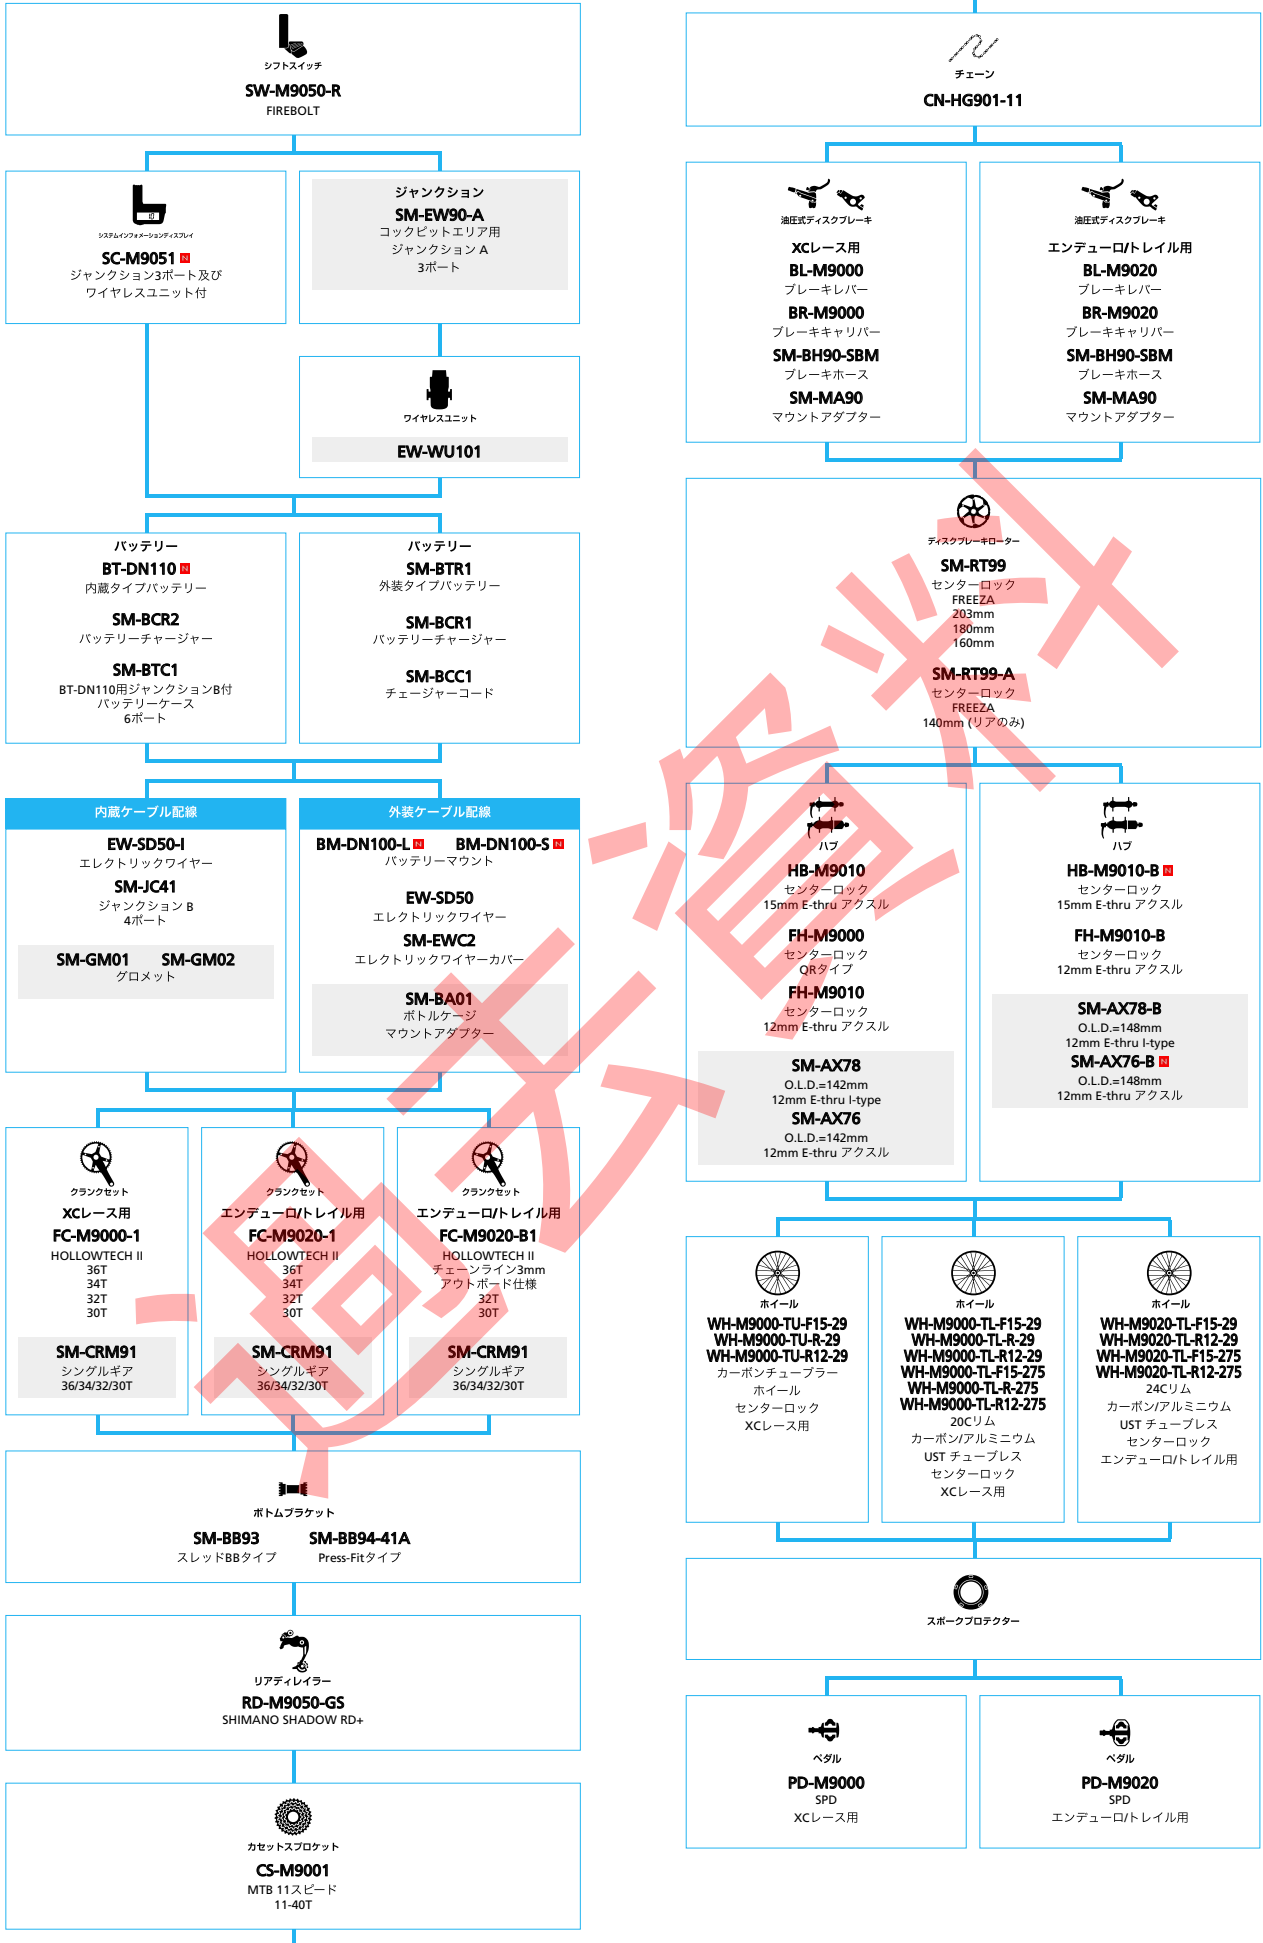 シフトスイッチ
SW-M9050-R
FIREBOLT
システムインフォメーションディスプレイ
SC-M9051 N
ジャンクション3ポート及び
ワイヤレスユニット付
ジャンクション
SM-EW90-A
コックピットエリア用
ジャンクション A
3ポート
ワイヤレスユニット
EW-WU101
バッテリー
BT-DN110 N
内蔵タイプバッテリー
SM-BCR2
バッテリーチャージャー
SM-BTC1
BT-DN110用ジャンクションB付
バッテリーケース
6ポート
バッテリー
SM-BTR1
外装タイプバッテリー
SM-BCR1
バッテリーチャージャー
SM-BCC1
チェージャーコード
内蔵ケーブル配線
EW-SD50-I
エレクトリックワイヤー
SM-JC41
ジャンクション B
4ポート
SM-GM01 SM-GM02
グロメット
外装ケーブル配線
BM-DN100-L N BM-DN100-S N
バッテリーマウント
EW-SD50
エレクトリックワイヤー
SM-EWC2
エレクトリックワイヤーカバー
SM-BA01
ボトルケージ
マウントアダプター
クランクセット
XCレース用
FC-M9000-1
HOLLOWTECH II
36T
34T
32T
30T
SM-CRM91
シングルギア
36/34/32/30T
クランクセット
エンデューロ/トレイル用
FC-M9020-1
HOLLOWTECH II
36T
34T
32T
30T
SM-CRM91
シングルギア
36/34/32/30T
クランクセット
エンデューロ/トレイル用
FC-M9020-B1
HOLLOWTECH II
チェーンライン3mm
アウトボード仕様
32T
30T
SM-CRM91
シングルギア
36/34/32/30T
ボトムブラケット
SM-BB93 SM-BB94-41A
スレッドBBタイプ Press-Fitタイプ
リアディレイラー
RD-M9050-GS
SHIMANO SHADOW RD+
カセットスプロケット
CS-M9001
MTB 11スピード
11-40T
チェーン
CN-HG901-11
油圧式ディスクブレーキ
XCレース用
BL-M9000
ブレーキレバー
BR-M9000
ブレーキキャリパー
SM-BH90-SBM
ブレーキホース
SM-MA90
マウントアダプター
油圧式ディスクブレーキ
エンデューロ/トレイル用
BL-M9020
ブレーキレバー
BR-M9020
ブレーキキャリパー
SM-BH90-SBM
ブレーキホース
SM-MA90
マウントアダプター
ディスクブレーキローター
SM-RT99
センターロック
FREEZA
203mm
180mm
160mm
SM-RT99-A
センターロック
FREEZA
140mm (リアのみ)
ハブ
HB-M9010
センターロック
15mm E-thru アクスル
FH-M9000
センターロック
QRタイプ
FH-M9010
センターロック
12mm E-thru アクスル
SM-AX78
O.L.D.=142mm
12mm E-thru I-type
SM-AX76
O.L.D.=142mm
12mm E-thru アクスル
ハブ
HB-M9010-B N
センターロック
15mm E-thru アクスル
FH-M9010-B
センターロック
12mm E-thru アクスル
SM-AX78-B
O.L.D.=148mm
12mm E-thru I-type
SM-AX76-B N
O.L.D.=148mm
12mm E-thru アクスル
ホイール
WH-M9000-TU-F15-29
WH-M9000-TU-R-29
WH-M9000-TU-R12-29
カーボンチューブラー
ホイール
センターロック
XCレース用
ホイール
WH-M9000-TL-F15-29
WH-M9000-TL-R-29
WH-M9000-TL-R12-29
WH-M9000-TL-F15-275
WH-M9000-TL-R-275
WH-M9000-TL-R12-275
20Cリム
カーボン/アルミニウム
UST チューブレス
センターロック
XCレース用
ホイール
WH-M9020-TL-F15-29
WH-M9020-TL-R12-29
WH-M9020-TL-F15-275
WH-M9020-TL-R12-275
24Cリム
カーボン/アルミニウム
UST チューブレス
センターロック
エンデューロ/トレイル用
スポークプロテクター
ペダル
PD-M9000
SPD
XCレース用
ペダル
PD-M9020
SPD
エンデューロ/トレイル用
過去資料